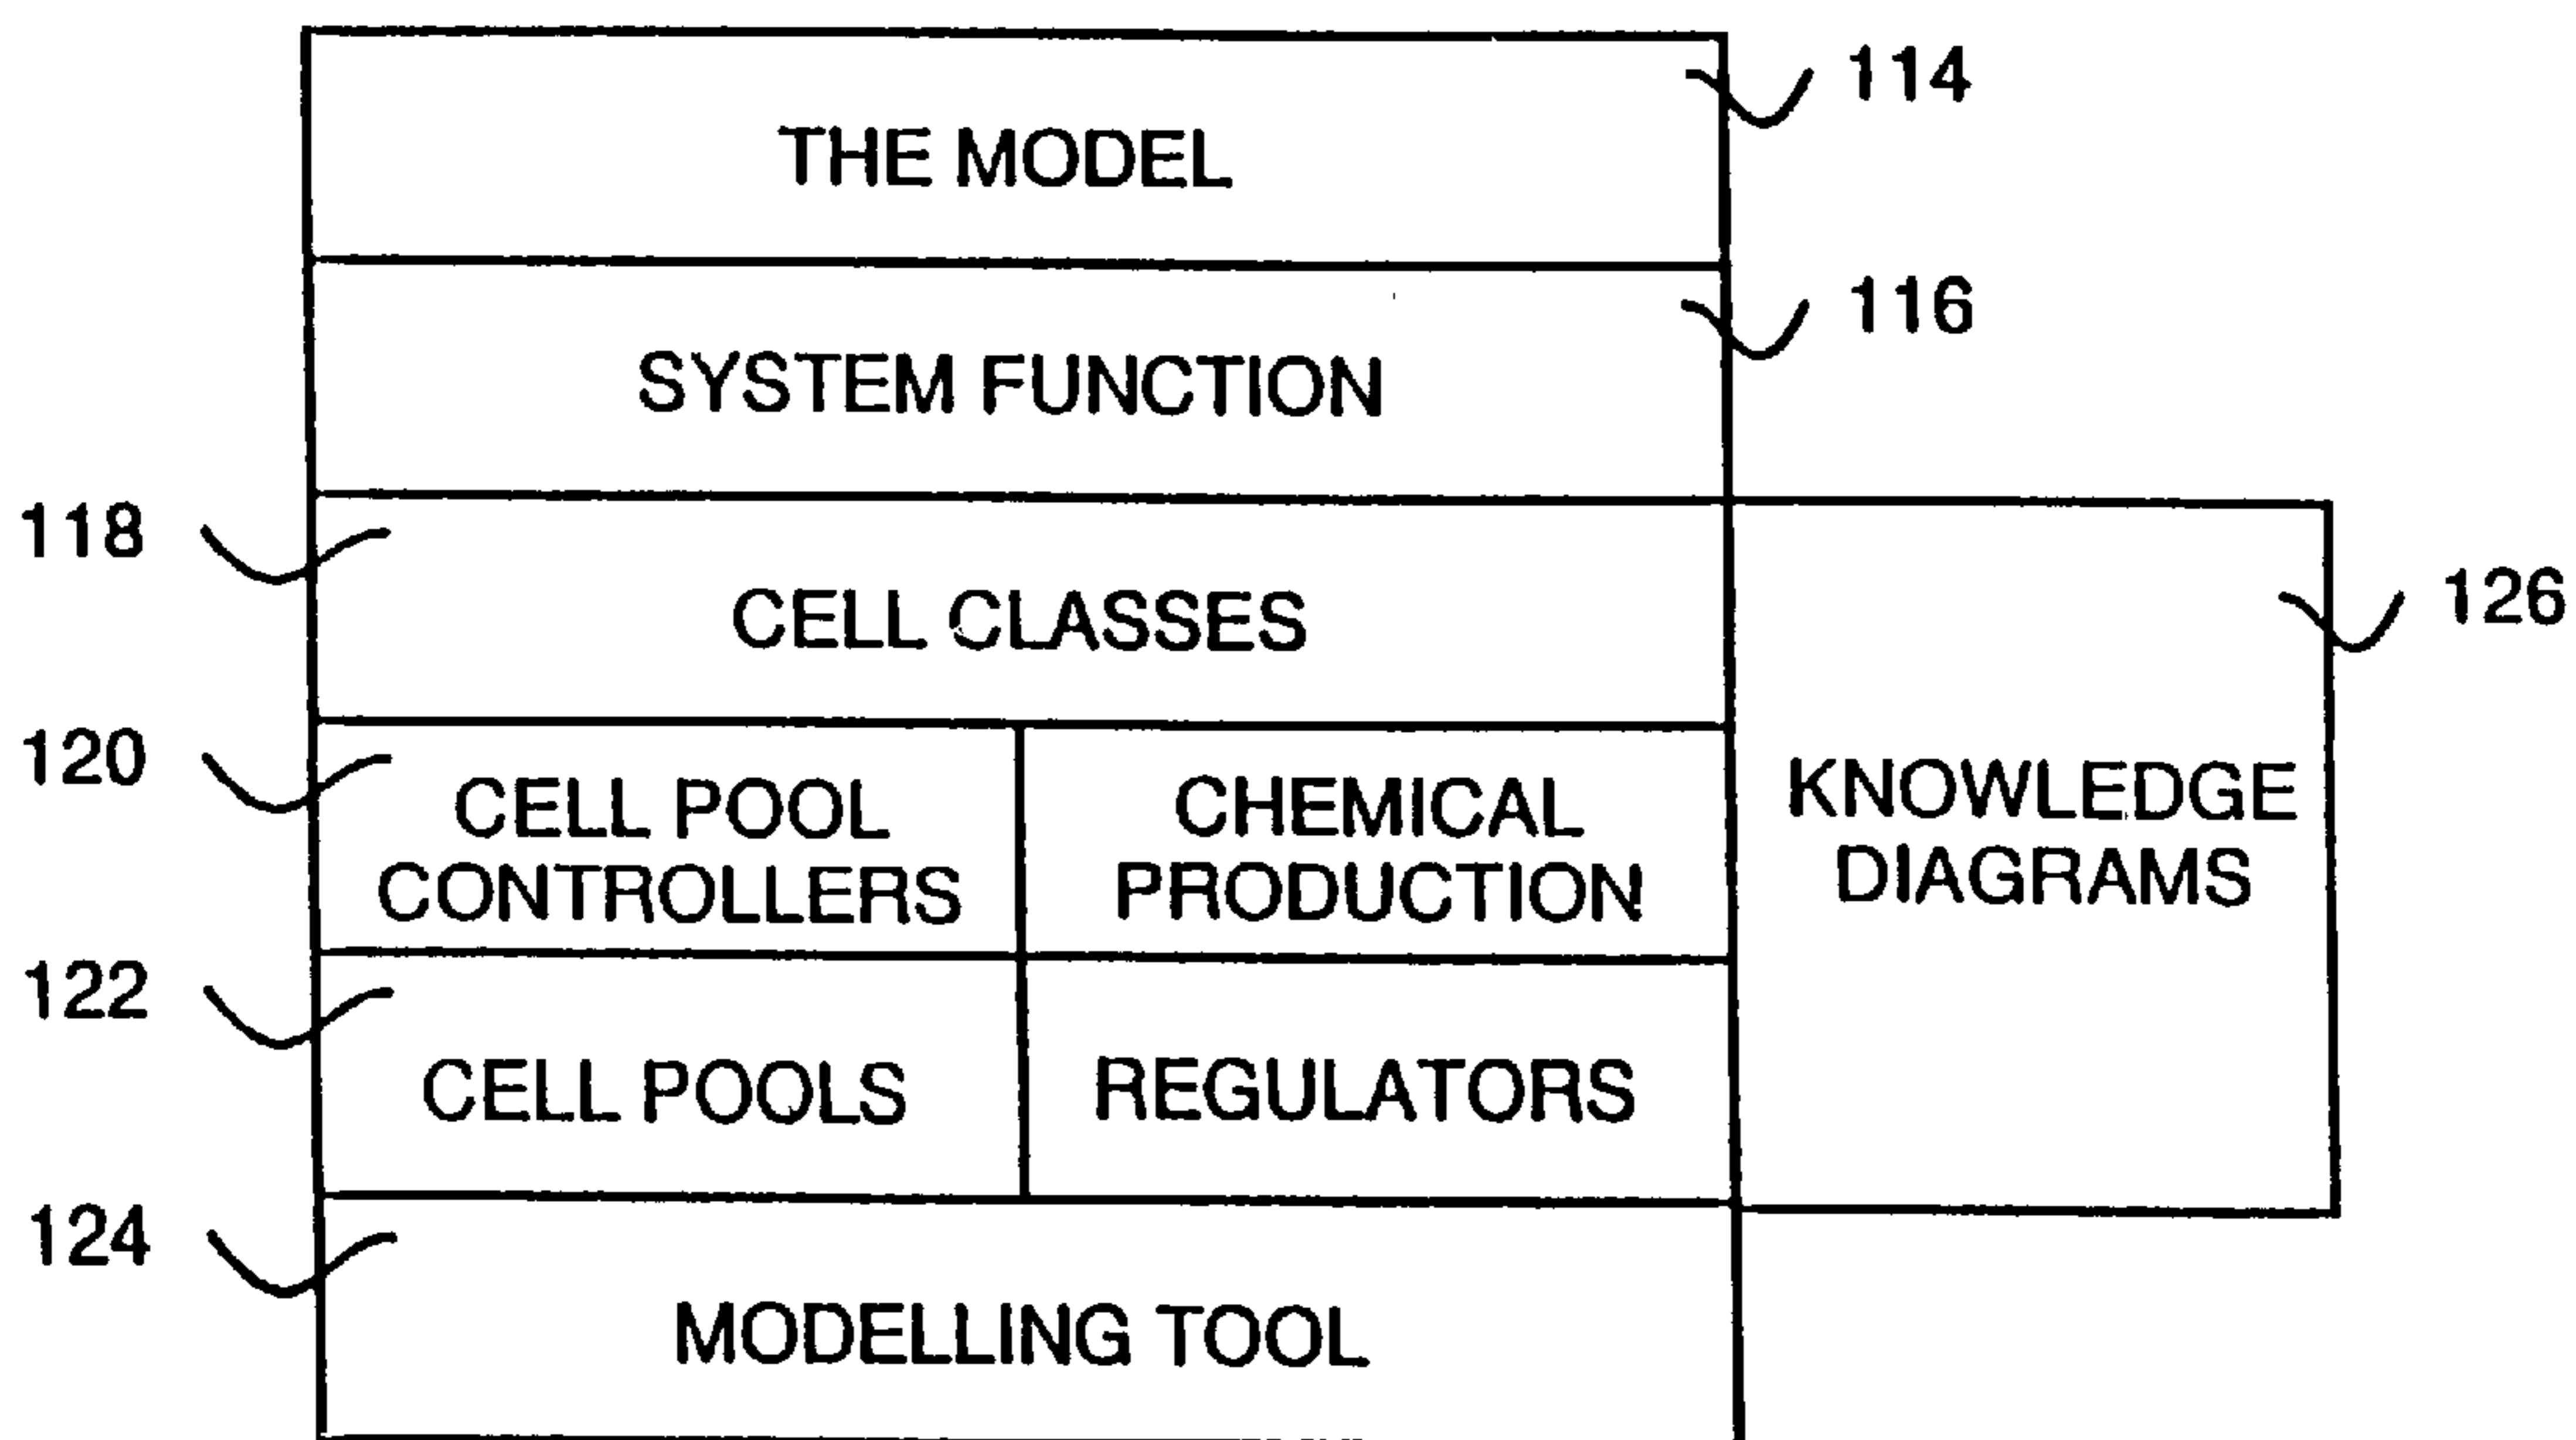 THE MODEL
114
SYSTEM FUNCTION
116
118
CELL CLASSES
126
120
CELL POOL
CONTROLLERS
CHEMICAL
PRODUCTION
KNOWLEDGE
DIAGRAMS
122
CELL POOLS
REGULATORS
124
MODELLING TOOL